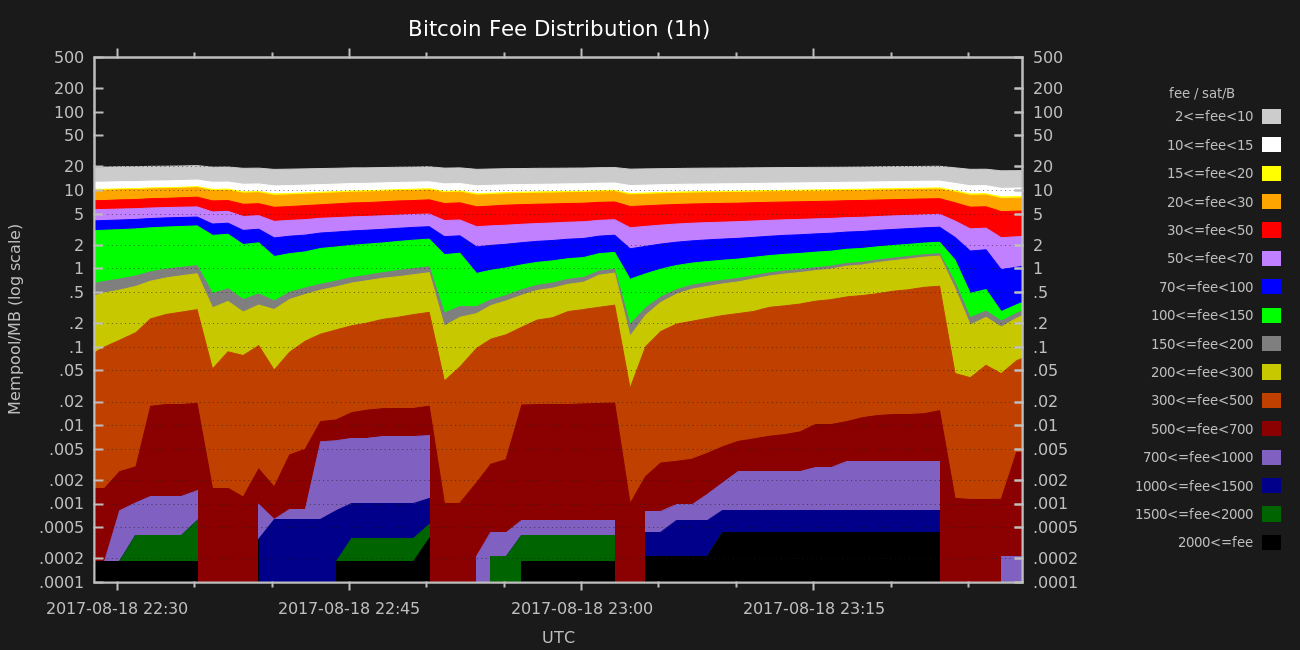 Bitcoin Fee Distribution (1h)
500 500
200 200
100 100
50 50
20 20
10 10
5 5
2 2
1 1
.5 .5
.2 .2
.1 .1
.05 .05
.02 .02
.01 .01
.005 .005
.002 .002
.001 .001
.0005 .0005
.0002 .0002
.0001 .0001
Mempool/MB (log scale)
2017-08-18 22:30 2017-08-18 22:45 2017-08-18 23:00 2017-08-18 23:15
UTC
fee / sat/B
2<=fee<10
10<=fee<15
15<=fee<20
20<=fee<30
30<=fee<50
50<=fee<70
70<=fee<100
100<=fee<150
150<=fee<200
200<=fee<300
300<=fee<500
500<=fee<700
700<=fee<1000
1000<=fee<1500
1500<=fee<2000
2000<=fee